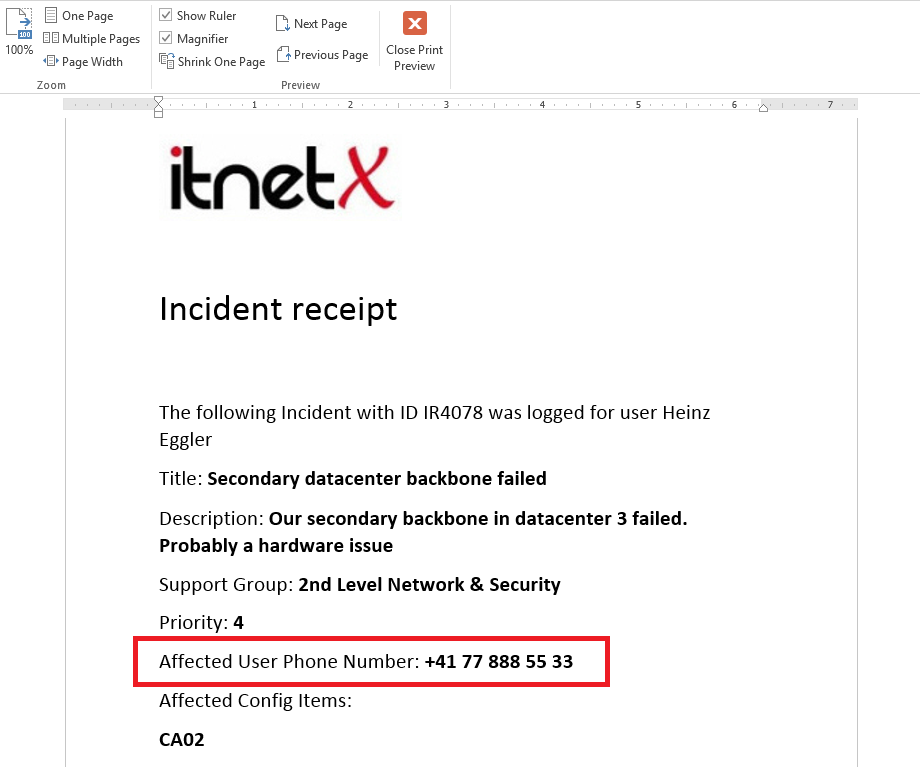 One Page
Multiple Pages
Page Width
100
100%
Zoom
Show Ruler
Magnifier
Shrink One Page
Next Page
Previous Page
Preview
Close Print
Preview
1 2 3 4 5 6 7
itnetX
Incident receipt
The following Incident with ID IR4078 was logged for user Heinz
Eggler
Title: Secondary datacenter backbone failed
Description: Our secondary backbone in datacenter 3 failed.
Probably a hardware issue
Support Group: 2nd Level Network & Security
Priority: 4
Affected User Phone Number: +41 77 888 55 33
Affected Config Items:
CA02